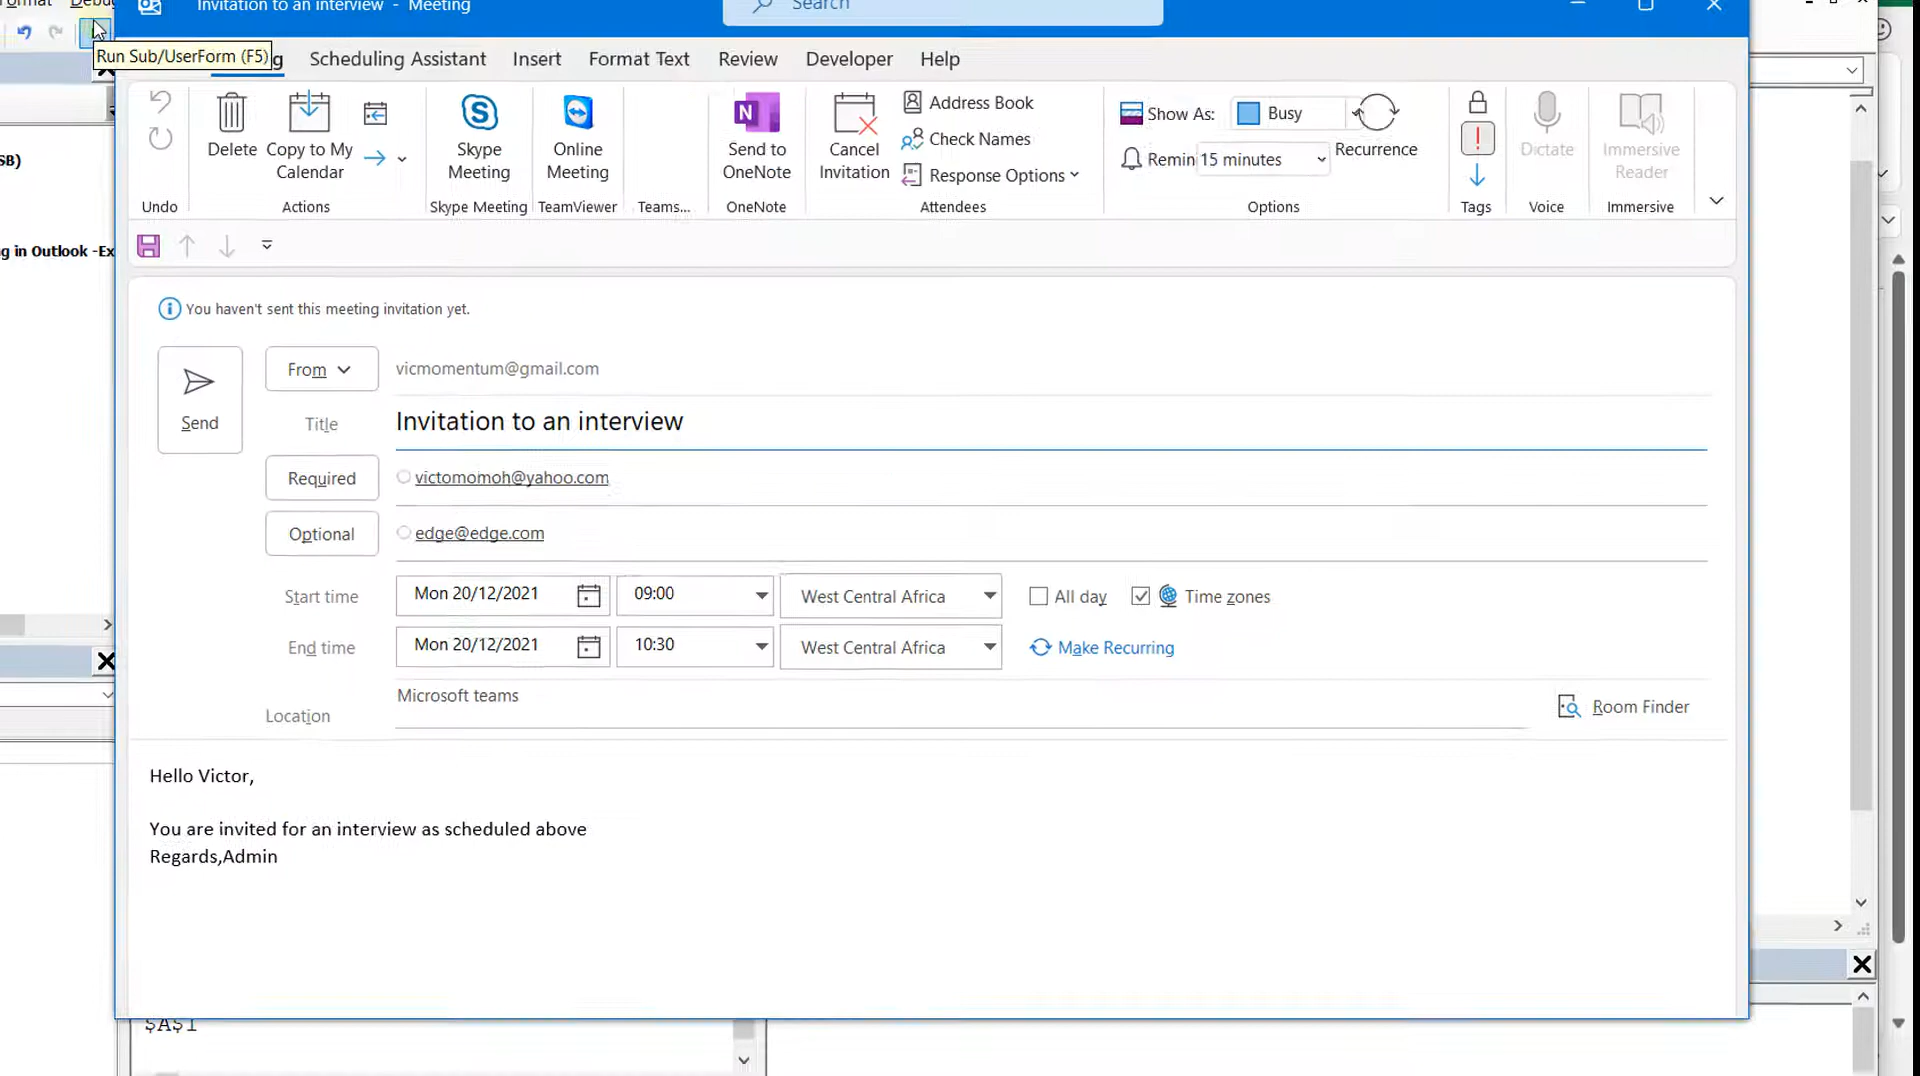 Format Debug
Invitation to an interview - Meeting
Search
Run Sub/UserForm (F5)
Scheduling Assistant
Insert
Format Text
Review
Developer
Help
SB)
g in Outlook -Ex
Delete
Copy to My
Calendar
Skype
Meeting
Online
Meeting
Send to
OneNote
Cancel
Invitation
Address Book
Check Names
Response Options
Show As:
Busy
Remin
15 minutes
Recurrence
Dictate
Immersive
Reader
Undo
Actions
Skype Meeting
TeamViewer
Teams...
OneNote
Attendees
Options
Tags
Voice
Immersive
You haven't sent this meeting invitation yet.
Send
From
vicmomentum@gmail.com
Title
Invitation to an interview
Required
victomomoh@yahoo.com
Optional
edge@edge.com
Start time
Mon 20/12/2021
09:00
West Central Africa
All day
Time zones
End time
Mon 20/12/2021
10:30
West Central Africa
Make Recurring
Location
Microsoft teams
Room Finder
Hello Victor,
You are invited for an interview as scheduled above
Regards,Admin
$A$1